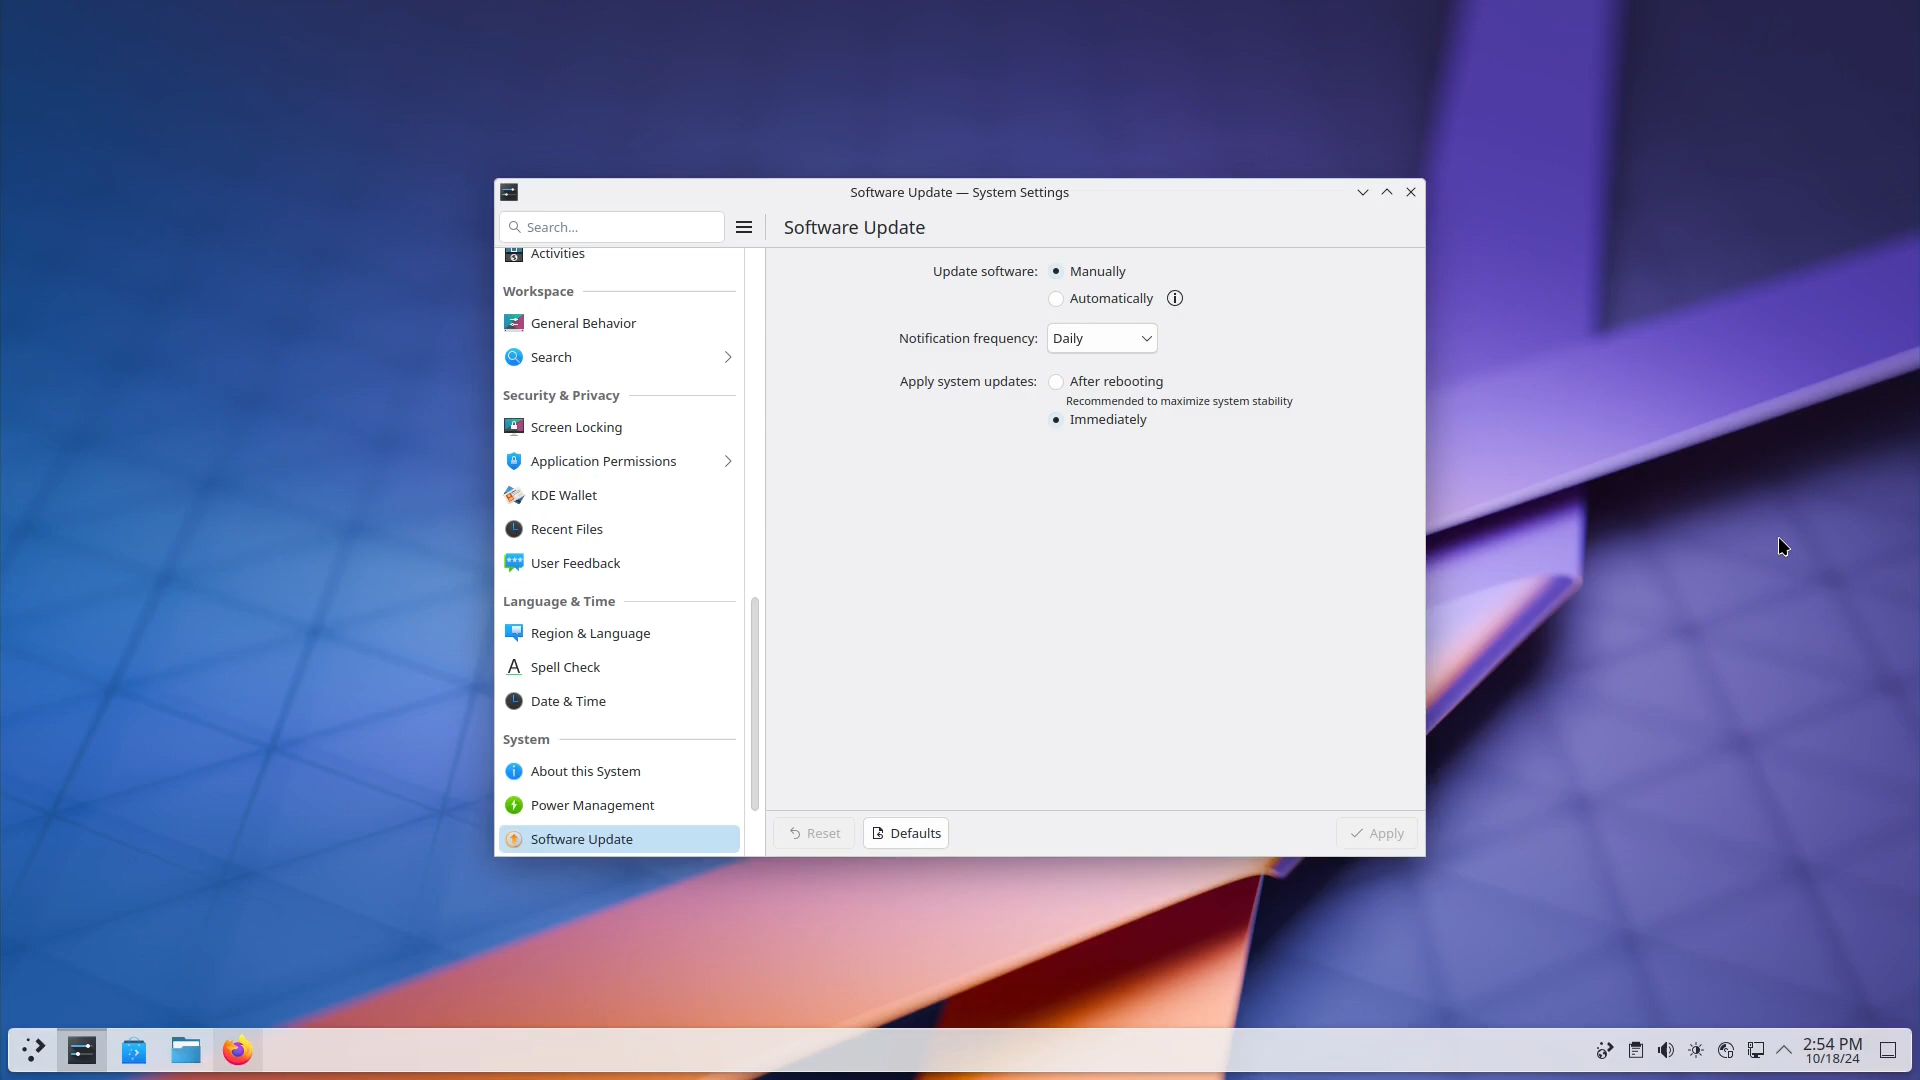 Software Update — System Settings
Search...
Software Update
Activities
Workspace
General Behavior
Search
Security & Privacy
Screen Locking
Application Permissions
KDE Wallet
Recent Files
User Feedback
Language & Time
Region & Language
Spell Check
Date & Time
System
About this System
Power Management
Software Update
Update software:
Manually
Automatically
Notification frequency:
Daily
Apply system updates:
After rebooting
Recommended to maximize system stability
Immediately
Reset
Defaults
Apply
2:54 PM
10/18/24